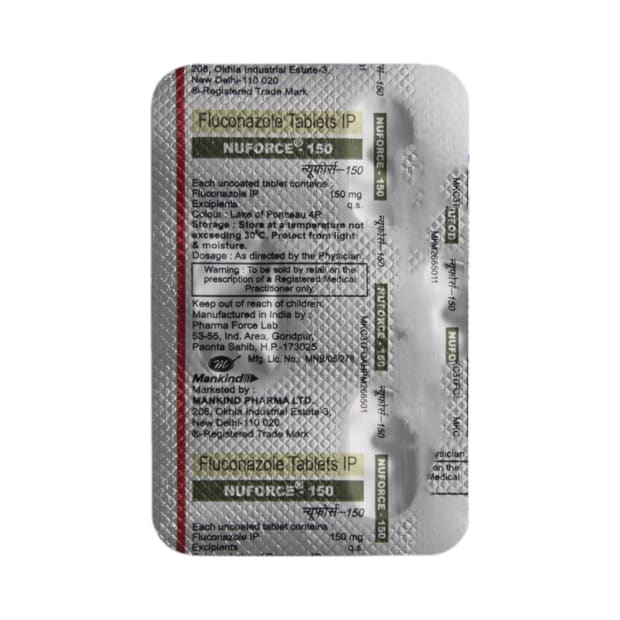 208, Okhla Industrial Estate-3,
New Delhi-110 020
®-Registered Trade Mark
Fluconazole Tablets IP
NUFORCE® - 150
न्यूफोर्स-150
Each uncoated tablet contains :
Fluconazole IP 150 mg
Excipients q.s.
Colour : Lake of Ponseau 4R
Storage : Store at a temperature not
exceeding 30°C. Protect from light
& moisture.
Dosage : As directed by the Physician
Warning : To be sold by retail on the
prescription of a Registered Medical
Practitioner only.
Keep out of reach of children.
Manufactured in India by :
Pharma Force Lab
53-55, Ind. Area, Gondpur,
Paonta Sahib, H.P.-173025
Mfg. Lic. No.: MNB/05/278
Mankind
Marketed by :
MANKIND PHARMA LTD.
208, Okhla Industrial Estate-3,
New Delhi-110 020
®-Registered Trade Mark
Fluconazole Tablets IP
NUFORCE® - 150
न्यूफोर्स-150
Each uncoated tablet contains :
Fluconazole IP 150 mg
Excipients q.s.
र्स-150
NUFORCE - 150
न्यूफोर्स-150
NUFORCE - 150
न्यूफोर्स-150
NUFORCE - 150
NUFOR
न्यूफोर्स-150
NUFO
MKC
ysician
on the
Medical